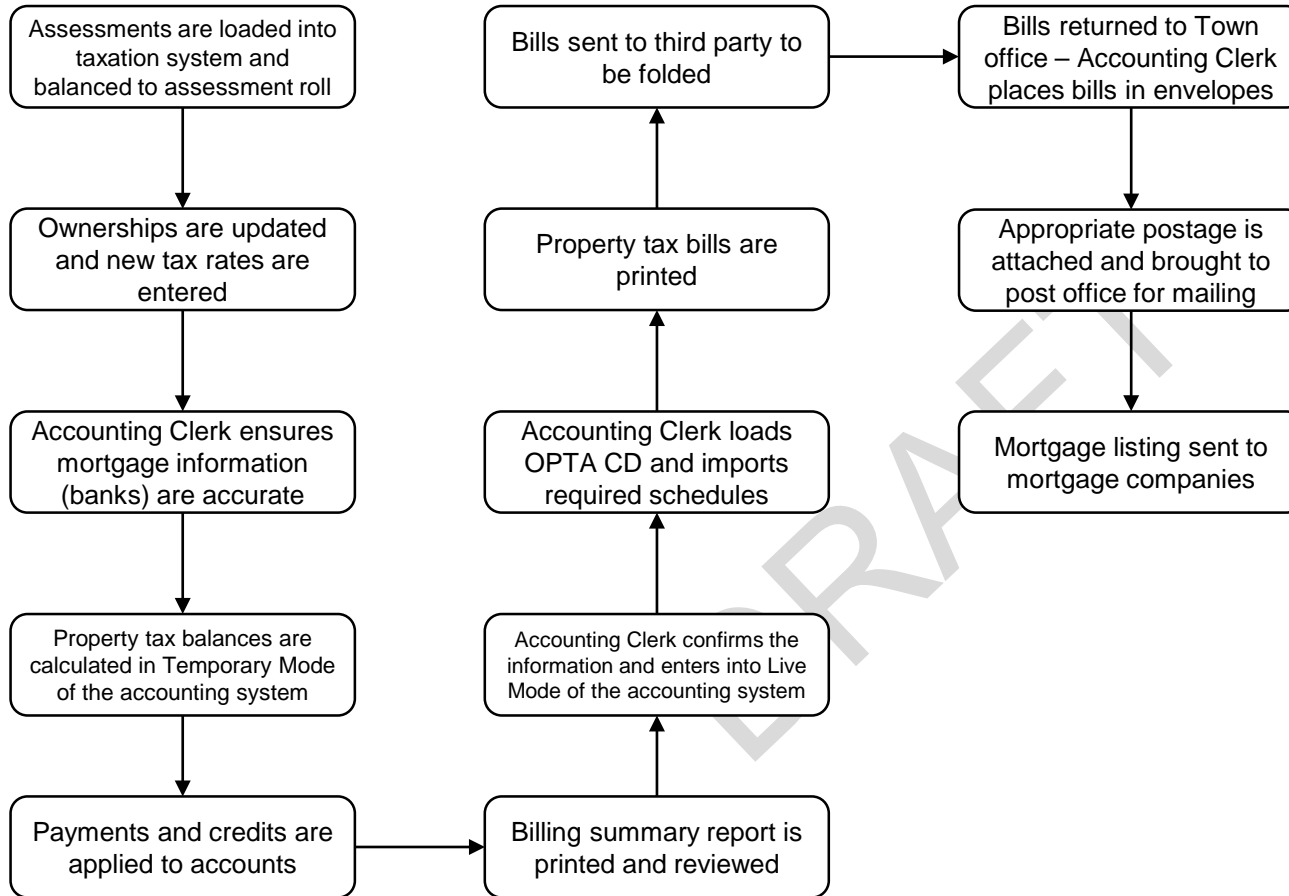 Assessments are loaded into
taxation system and
balanced to assessment roll
Ownerships are updated
and new tax rates are
entered
Accounting Clerk ensures
mortgage information
(banks) are accurate
Property tax balances are
calculated in Temporary Mode
of the accounting system
Payments and credits are
applied to accounts
Billing summary report is
printed and reviewed
Accounting Clerk confirms the
information and enters into Live
Mode of the accounting system
Accounting Clerk loads
OPTA CD and imports
required schedules
Property tax bills are
printed
Bills sent to third party to
be folded
Bills returned to Town
office – Accounting Clerk
places bills in envelopes
Appropriate postage is
attached and brought to
post office for mailing
Mortgage listing sent to
mortgage companies
DRAFT